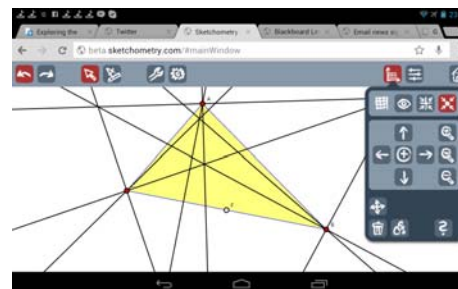 Exploring the
Twitter
Sketchometry
Blackboard Le
Email news
beta.sketchometry.com/#mainWindow
A